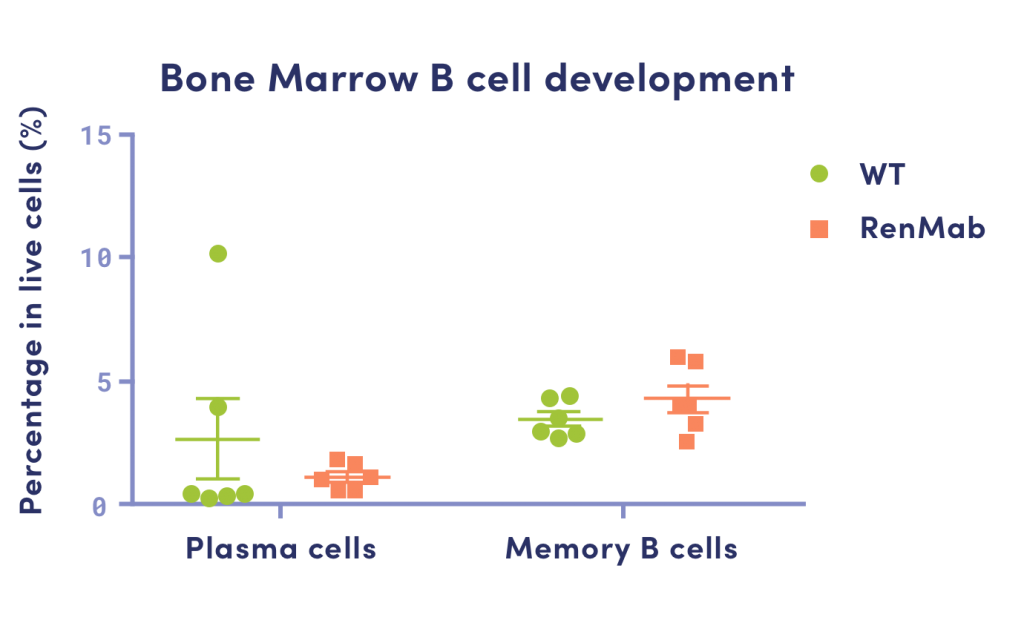 Bone Marrow B cell development
Percentage in live cells (%)
15
10
5
0
Plasma cells
Memory B cells
WT
RenMab